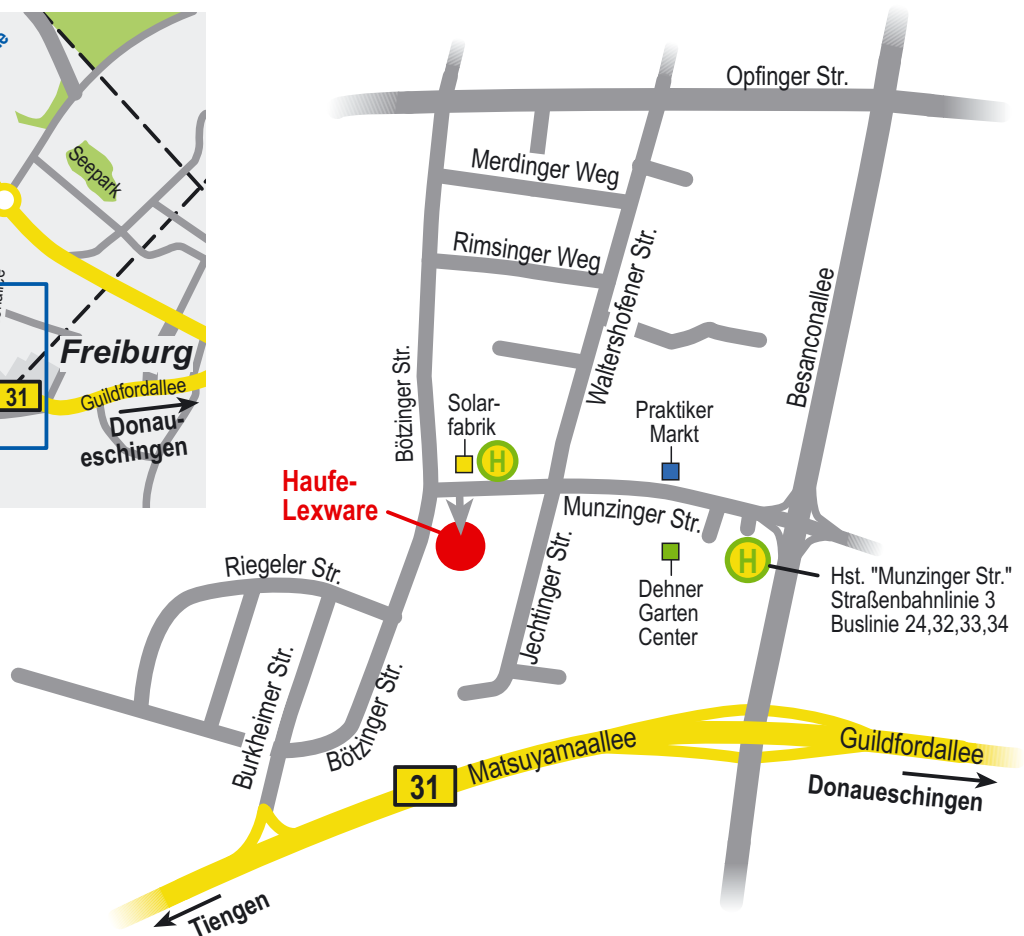 Seepark
Freiburg
31
Guildfordallee
Donau-
eschingen
Opfinger Str.
Merdinger Weg
Rimsinger Weg
Waltershofener Str.
Besanconallee
Bötzinger Str.
Solar-
fabrik
H
Praktiker
Markt
Haufe-
Lexware
Munzinger Str.
Riegeler Str.
Jechtinger Str.
Dehner
Garten
Center
H
Hst. "Munzinger Str."
Straßenbahnlinie 3
Buslinie 24,32,33,34
Burkheimer Str.
Bötzinger Str.
31
Matsuyamaallee
Guildfordallee
Donaueschingen
Tiengen